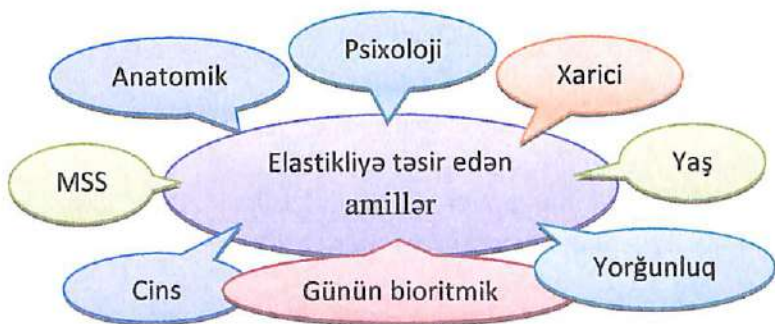 Psixoloji
Anatomik
Xarici
Elastikliyə təsir edən
amillər
MSS
Yaş
Cins
Günün bioritmik
Yorğunluq